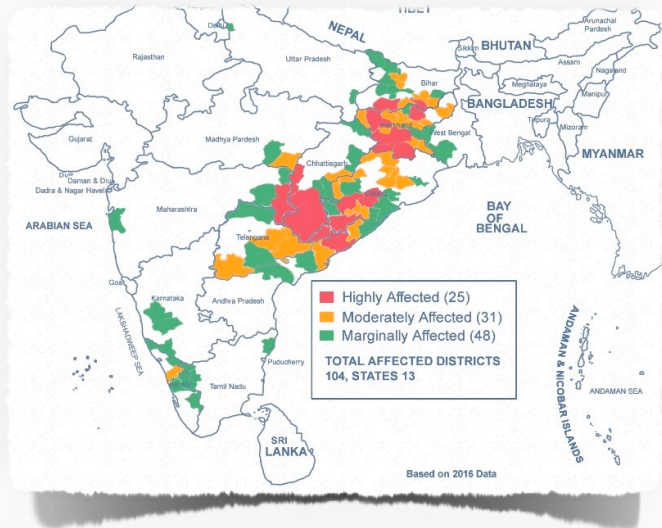 TIBET
Delhi
NEPAL
Arunachal
Pardesh
Rajasthan
Uttar Pradesh
Sikkim
BHUTAN
Assam
Nagaland
Bihar
Meghalaya
Manipur
BANGLADESH
Tripura
Mizoram
Gujarat
Madhya Pardesh
Jharkhand
West Bengal
MYANMAR
Chhattisgarh
Diu
Daman & Diu
Dadra & Nagar Haveli
Maharashtra
ARABIAN SEA
BAY
OF
BENGAL
Telengana
Goa
Andhra Pradesh
Karnataka
LAKSHADWEEP SEA
Highly Affected (25)
Moderately Affected (31)
Marginally Affected (48)
TOTAL AFFECTED DISTRICTS
104, STATES 13
Puducherry
Tamil Nadu
ANDAMAN & NICOBAR ISLANDS
ANDAMAN SEA
SRI
LANKA
Based on 2016 Data